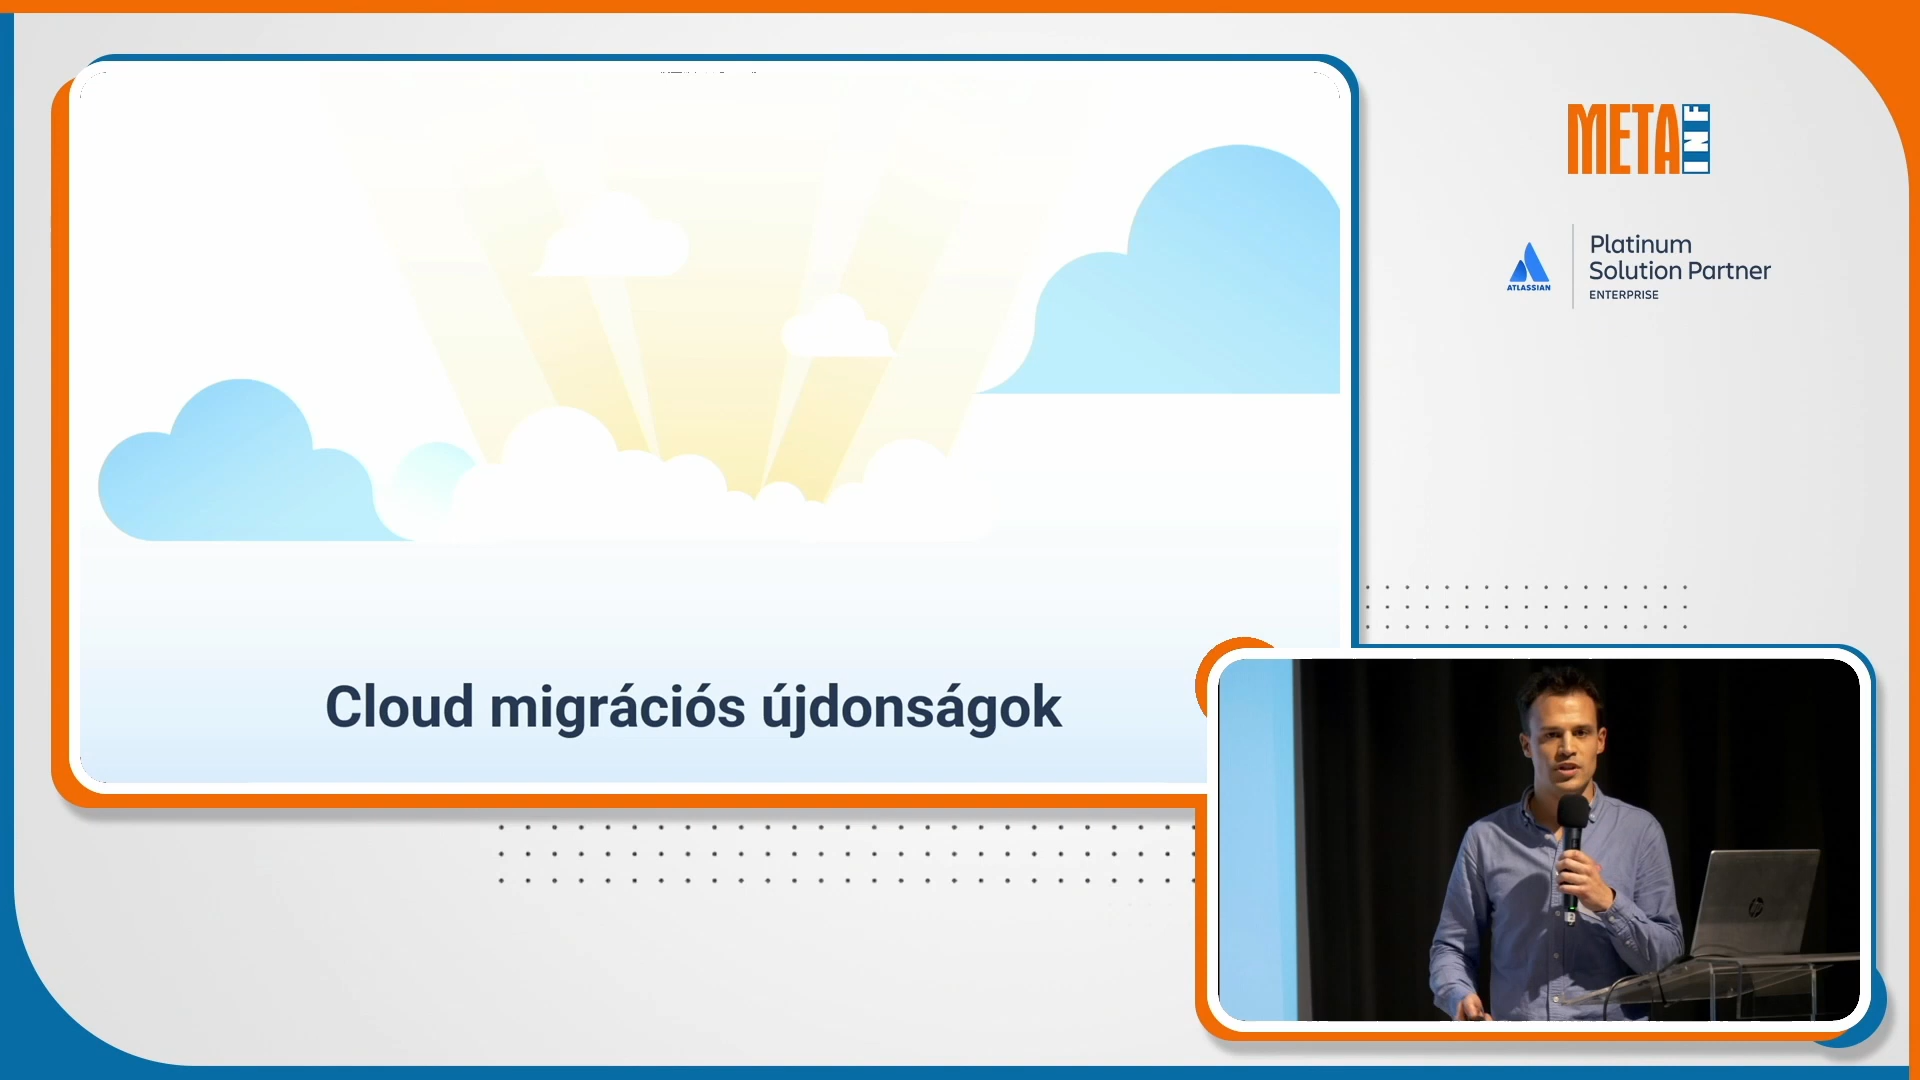 META
INF
ATLASSIAN
Platinum
Solution Partner
ENTERPRISE
Cloud migrációs újdonságok